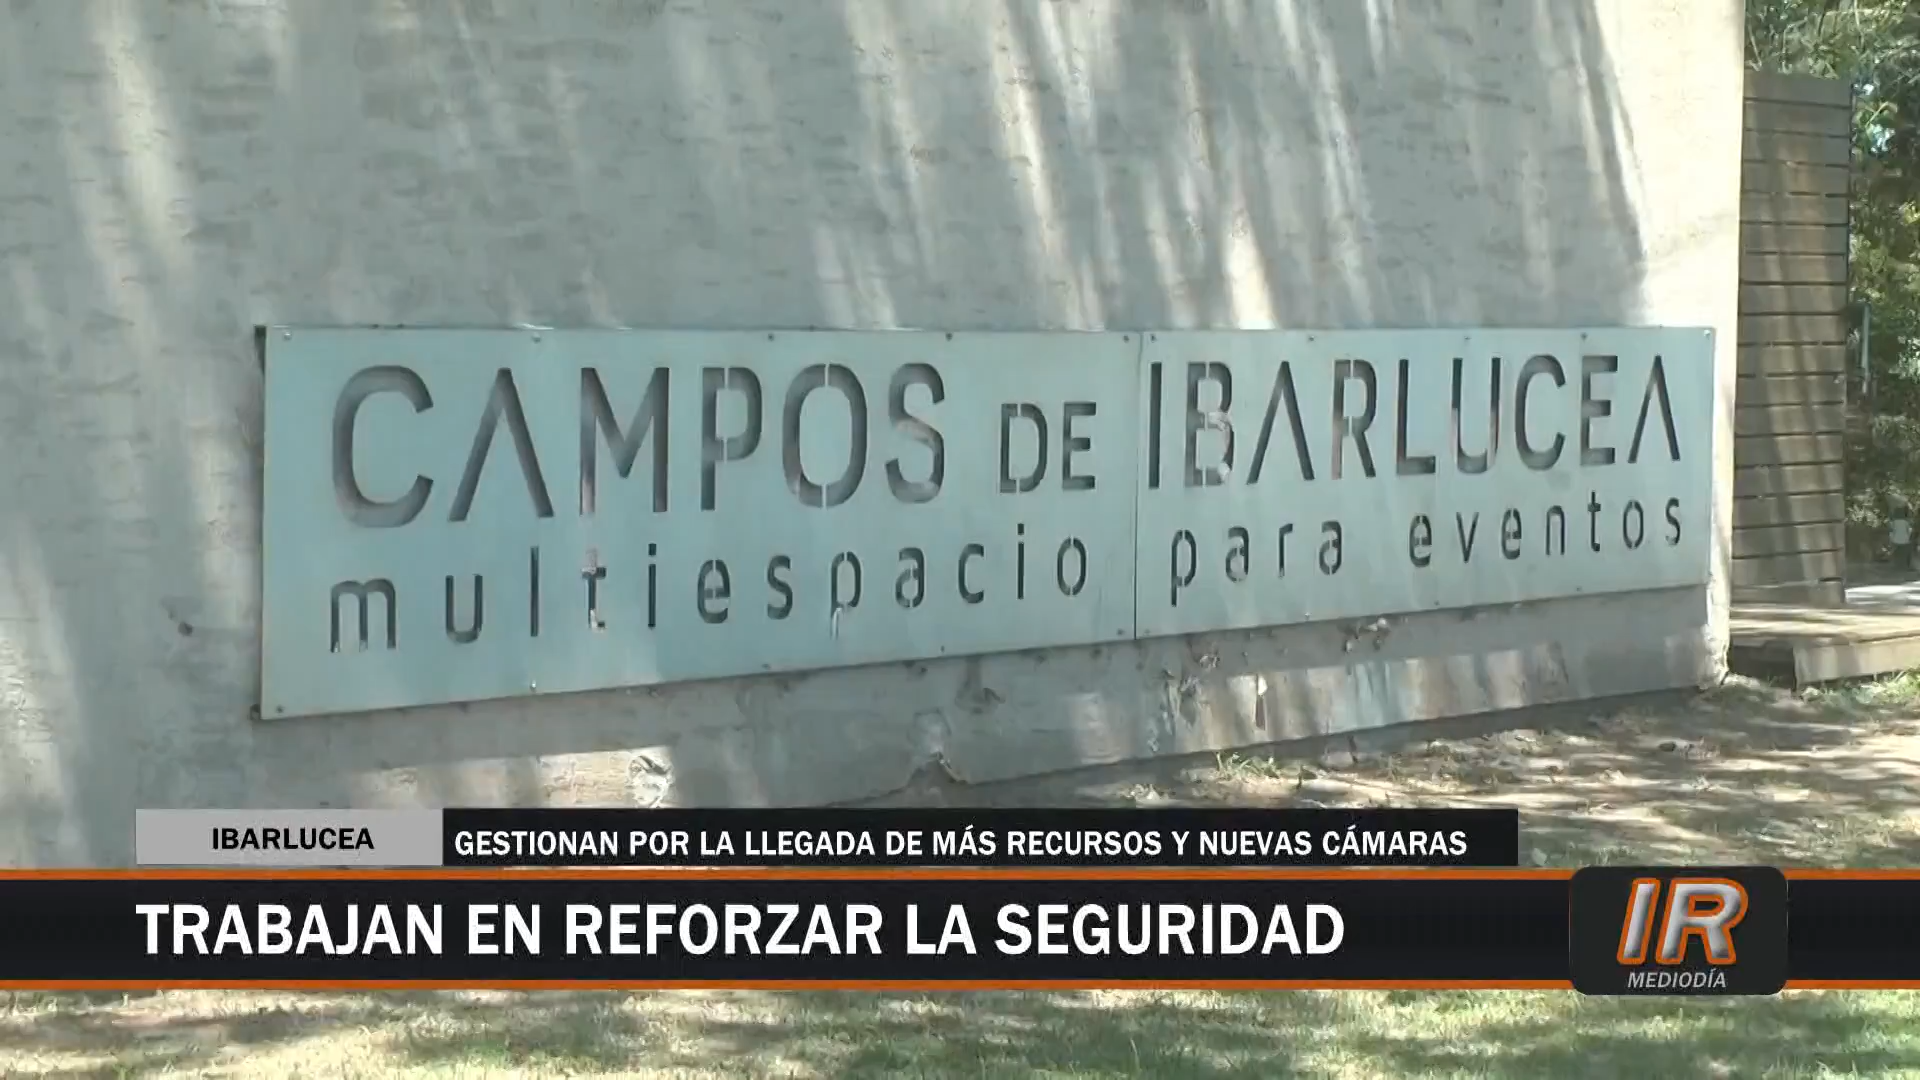 CAMPOS DE IBARLUCEA
multiespacio para eventos
IBARLUCEA
GESTIONAN POR LA LLEGADA DE MÁS RECURSOS Y NUEVAS CÁMARAS
TRABAJAN EN REFORZAR LA SEGURIDAD
IR
MEDIODÍA